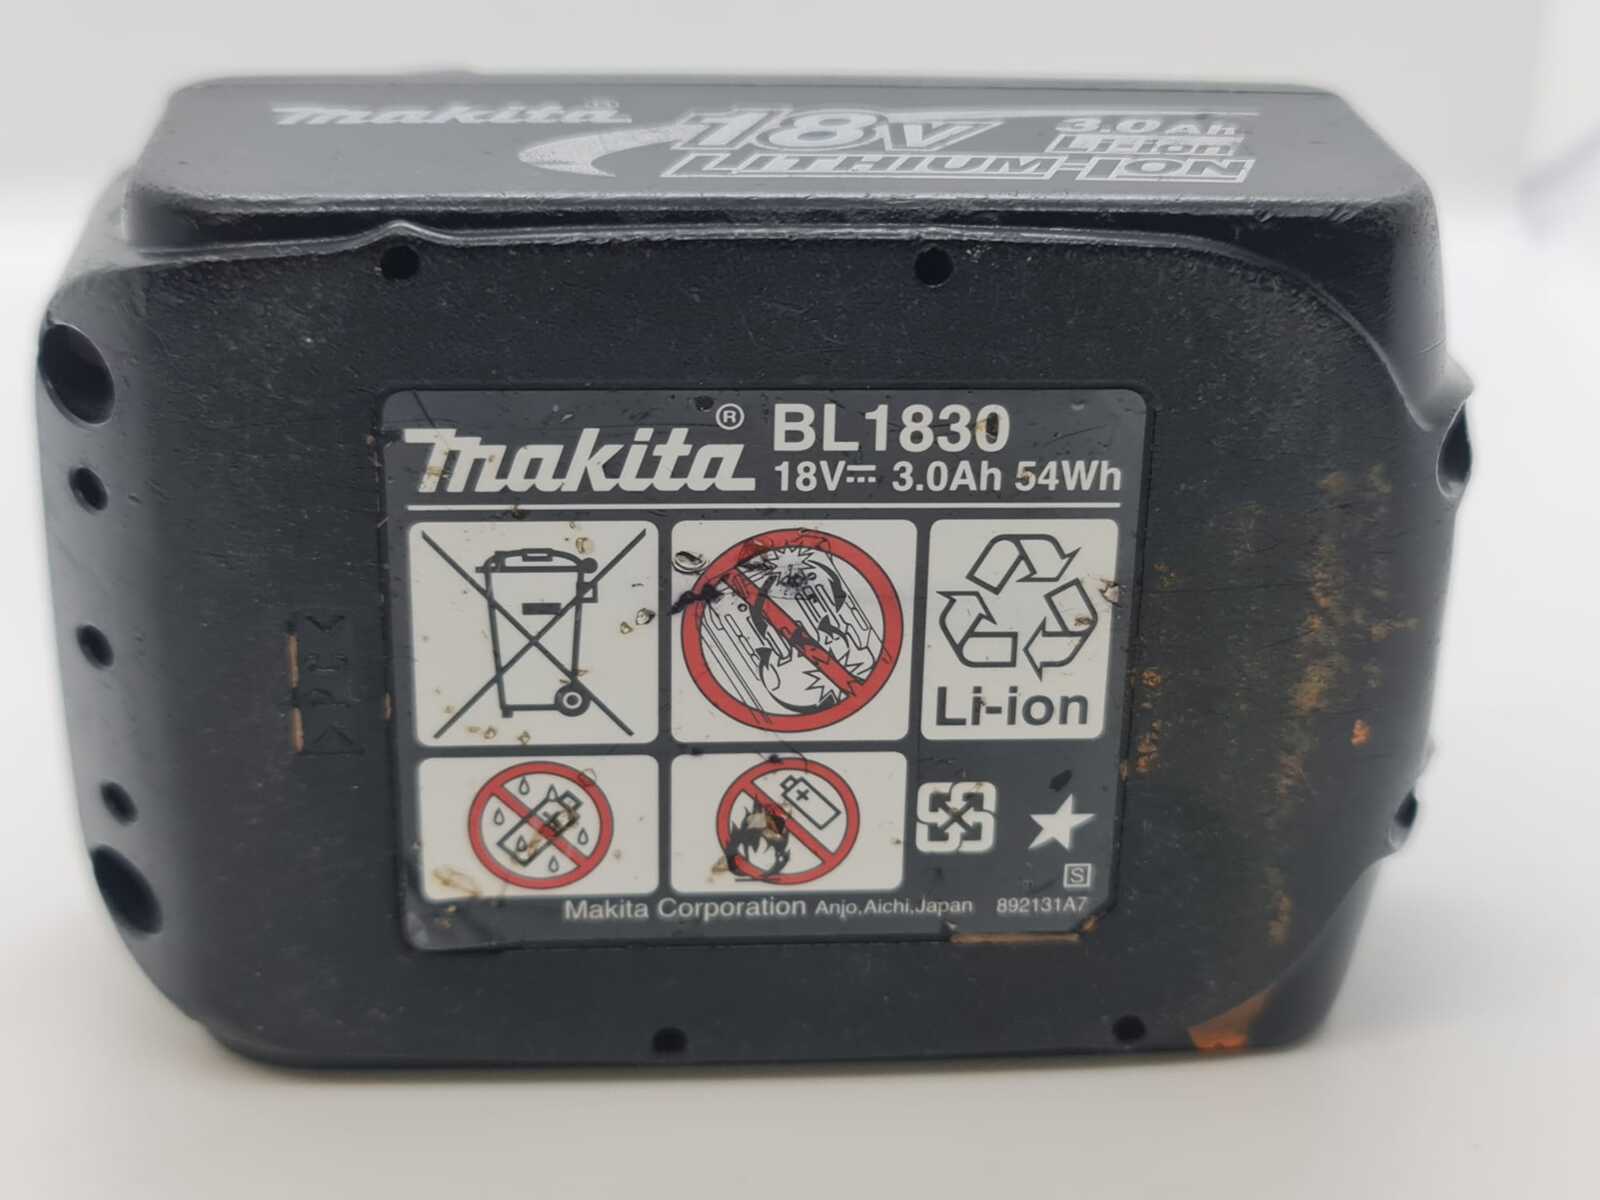 makita®
18V
3.0Ah
Li-ion
LITHIUM-ION
makita®
BL1830
18V⎓ 3.0Ah 54Wh
Li-ion
>PC<
S
Makita Corporation Anjo,Aichi,Japan 892131A7